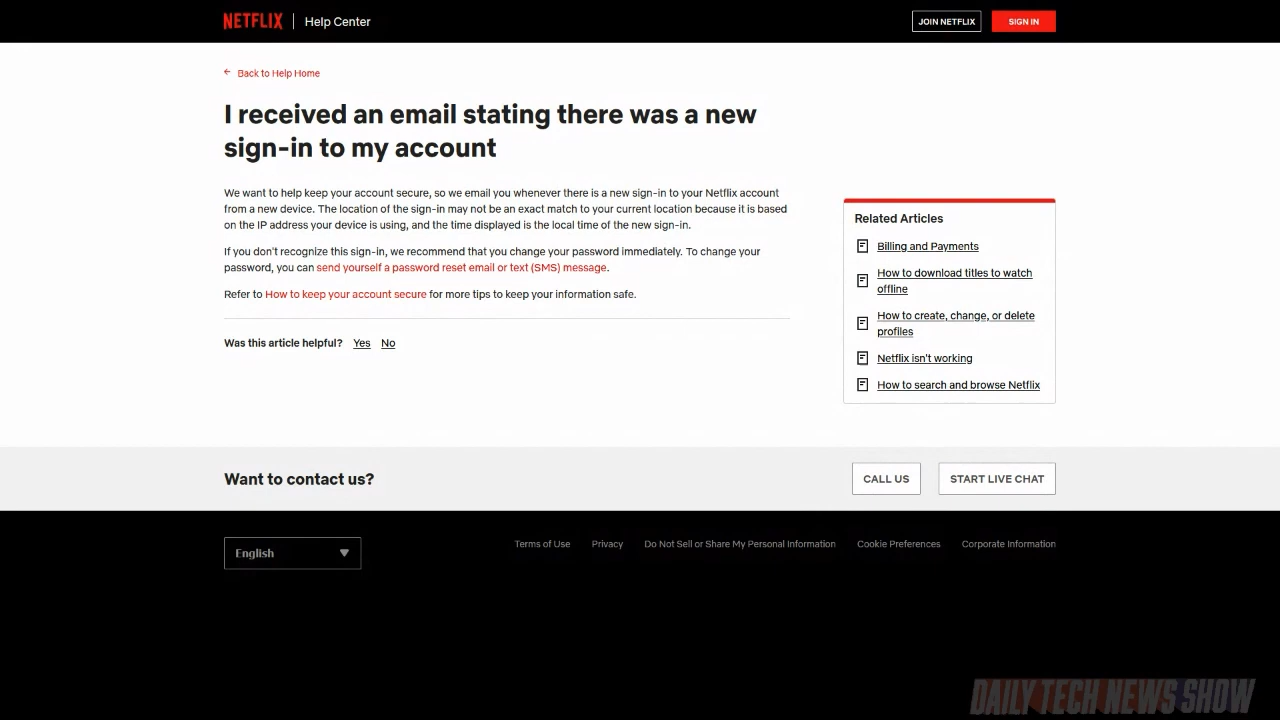 NETFLIX Help Center JOIN NETFLIX SIGN IN
Back to Help Home
I received an email stating there was a new
sign-in to my account
We want to help keep your account secure, so we email you whenever there is a new sign-in to your Netflix account
from a new device. The location of the sign-in may not be an exact match to your current location because it is based
on the IP address your device is using, and the time displayed is the local time of the new sign-in.
If you don't recognize this sign-in, we recommend that you change your password immediately. To change your
password, you can send yourself a password reset email or text (SMS) message.
Refer to How to keep your account secure for more tips to keep your information safe.
Was this article helpful? Yes No
Related Articles
Billing and Payments
How to download titles to watch
offline
How to create, change, or delete
profiles
Netflix isn't working
How to search and browse Netflix
Want to contact us? CALL US START LIVE CHAT
English
Terms of Use Privacy Do Not Sell or Share My Personal Information Cookie Preferences Corporate Information
DAILY TECH NEWS SHOW